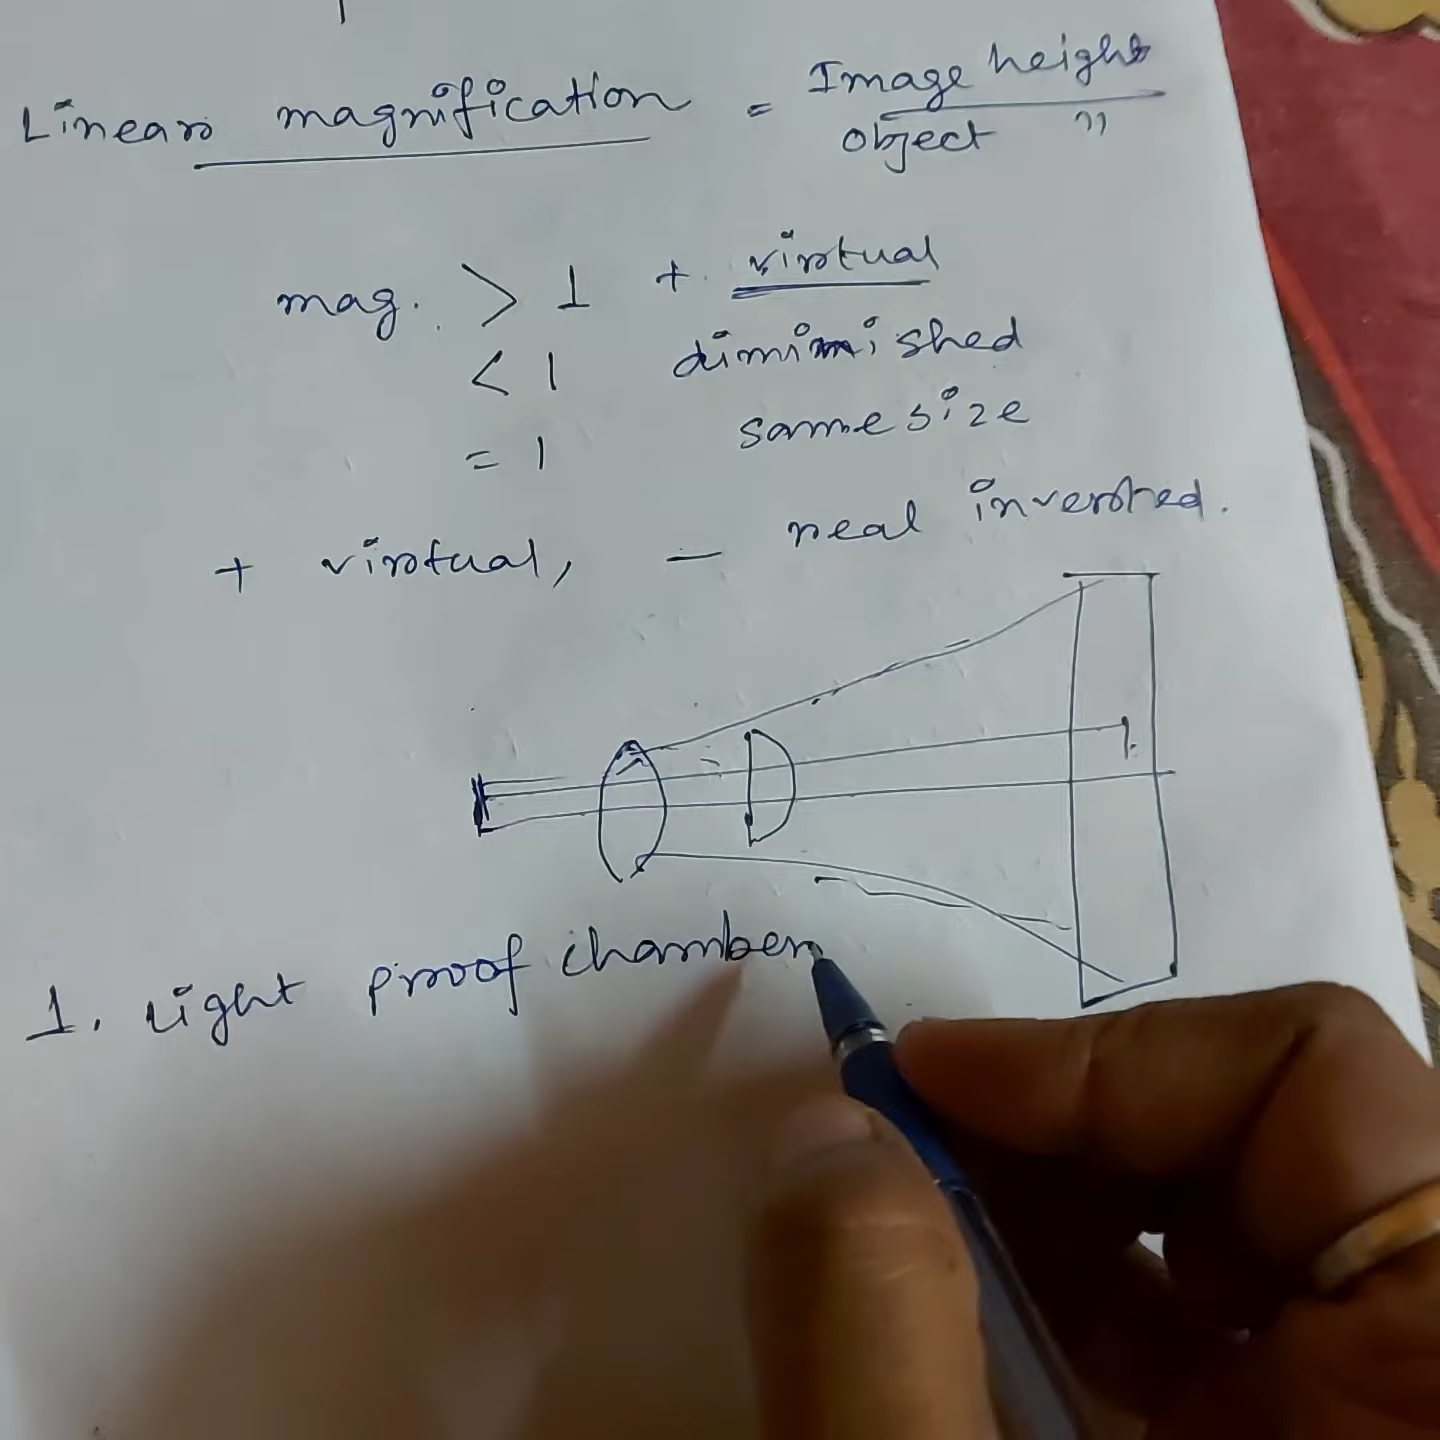 Linear magnification = Image height
object "
mag. > 1 + virtual
< 1 diminished
= 1 same size
+ virtual, - real inverted.
1. Light proof chamber